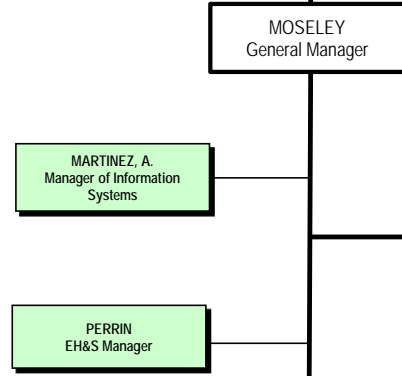 MOSELEY
General Manager
MARTINEZ, A.
Manager of Information
Systems
PERRIN
EH&S Manager